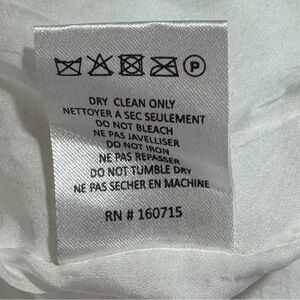 P
DRY CLEAN ONLY
NETTOYER A SEC SEULEMENT
DO NOT BLEACH
NE PAS JAVELLISER
DO NOT IRON
NE PAS REPASSER
DO NOT TUMBLE DRY
NE PAS SECHER EN MACHINE
RN # 160715